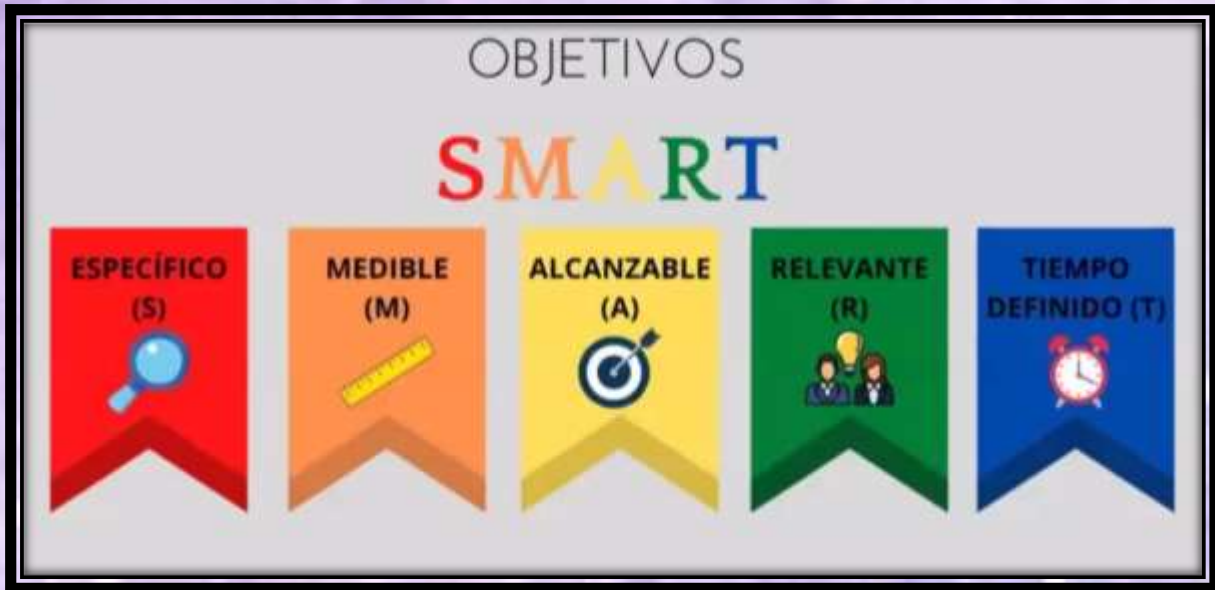 OBJETIVOS
SMART
ESPECÍFICO
(S)
MEDIBLE
(M)
ALCANZABLE
(A)
RELEVANTE
(R)
TIEMPO
DEFINIDO (T)